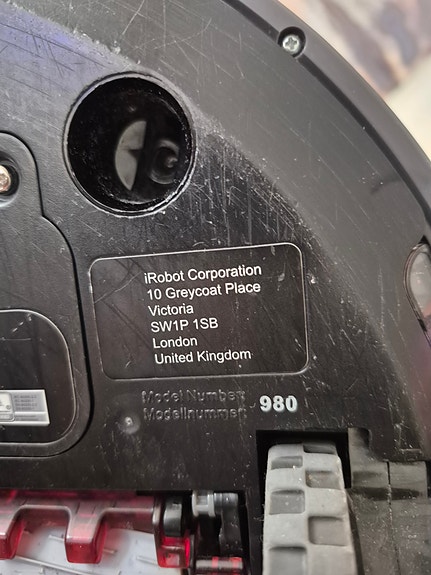 iRobot Corporation
10 Greycoat Place
Victoria
SW1P 1SB
London
United Kingdom
Model Number:
Modellnummer: 980